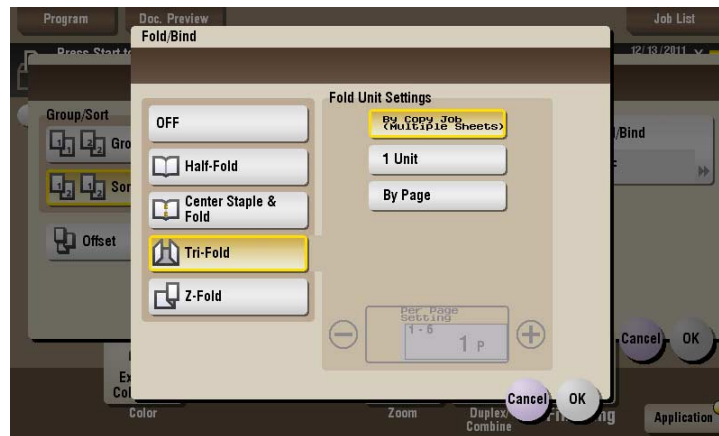 Program
Doc. Preview
Job List
Fold/Bind
Press Start to
12/13/2011
Group/Sort
Gro
Sor
Offset
OFF
Half-Fold
Center Staple &
Fold
Tri-Fold
Z-Fold
Fold Unit Settings
By Copy Job
(Multiple Sheets)
1 Unit
By Page
Per Page
Setting
1 - 6
1 P
/Bind
Cancel
OK
Cancel
OK
Ex
Col
Color
Zoom
Duplex/
Combine
Application